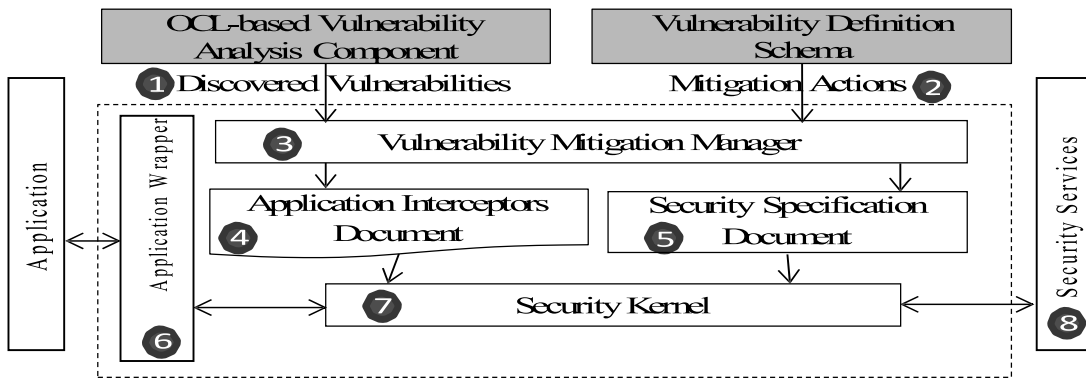 OCL-based Vulnerability
Analysis Component
Vulnerability Definition
Schema
1 Discovered Vulnerabilities
Mitigation Actions 2
3 Vulnerability Mitigation Manager
Application Interceptors
4 Document
Security Specification
5 Document
7 Security Kernel
Application
Application Wrapper
6
Security Services
8